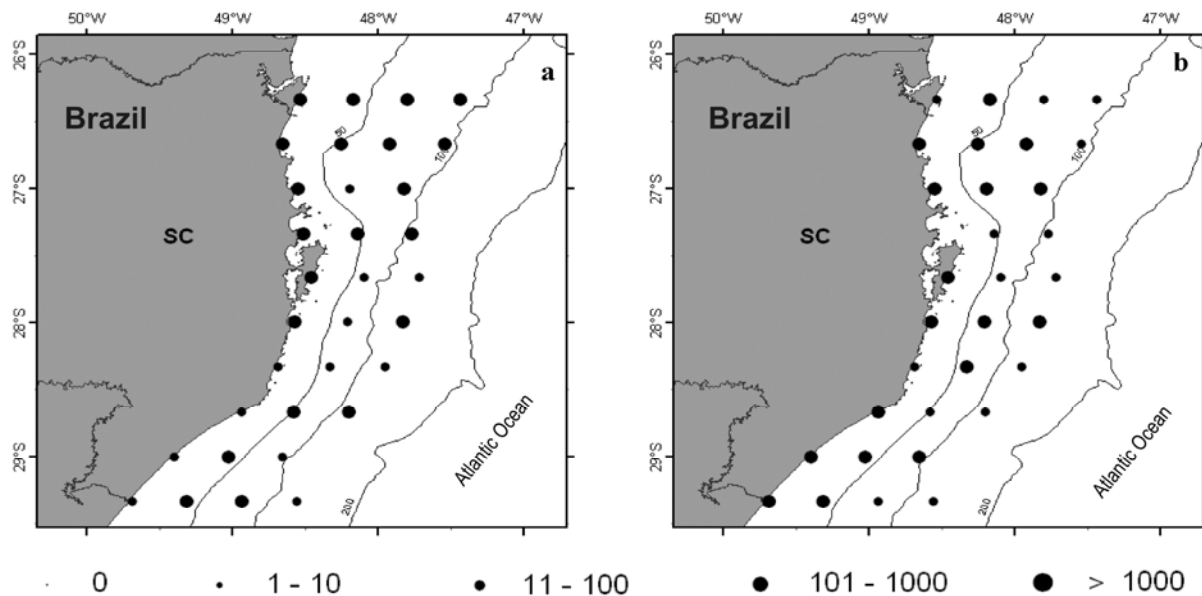 50°W 49°W 48°W 47°W 50°W 49°W 48°W 47°W
26°S 26°S
a b
Brazil Brazil
50 50
100 100
27°S 27°S
SC SC
28°S 28°S
Atlantic Ocean Atlantic Ocean
29°S 29°S
200 200
0 1 - 10 11 - 100 101 - 1000 > 1000